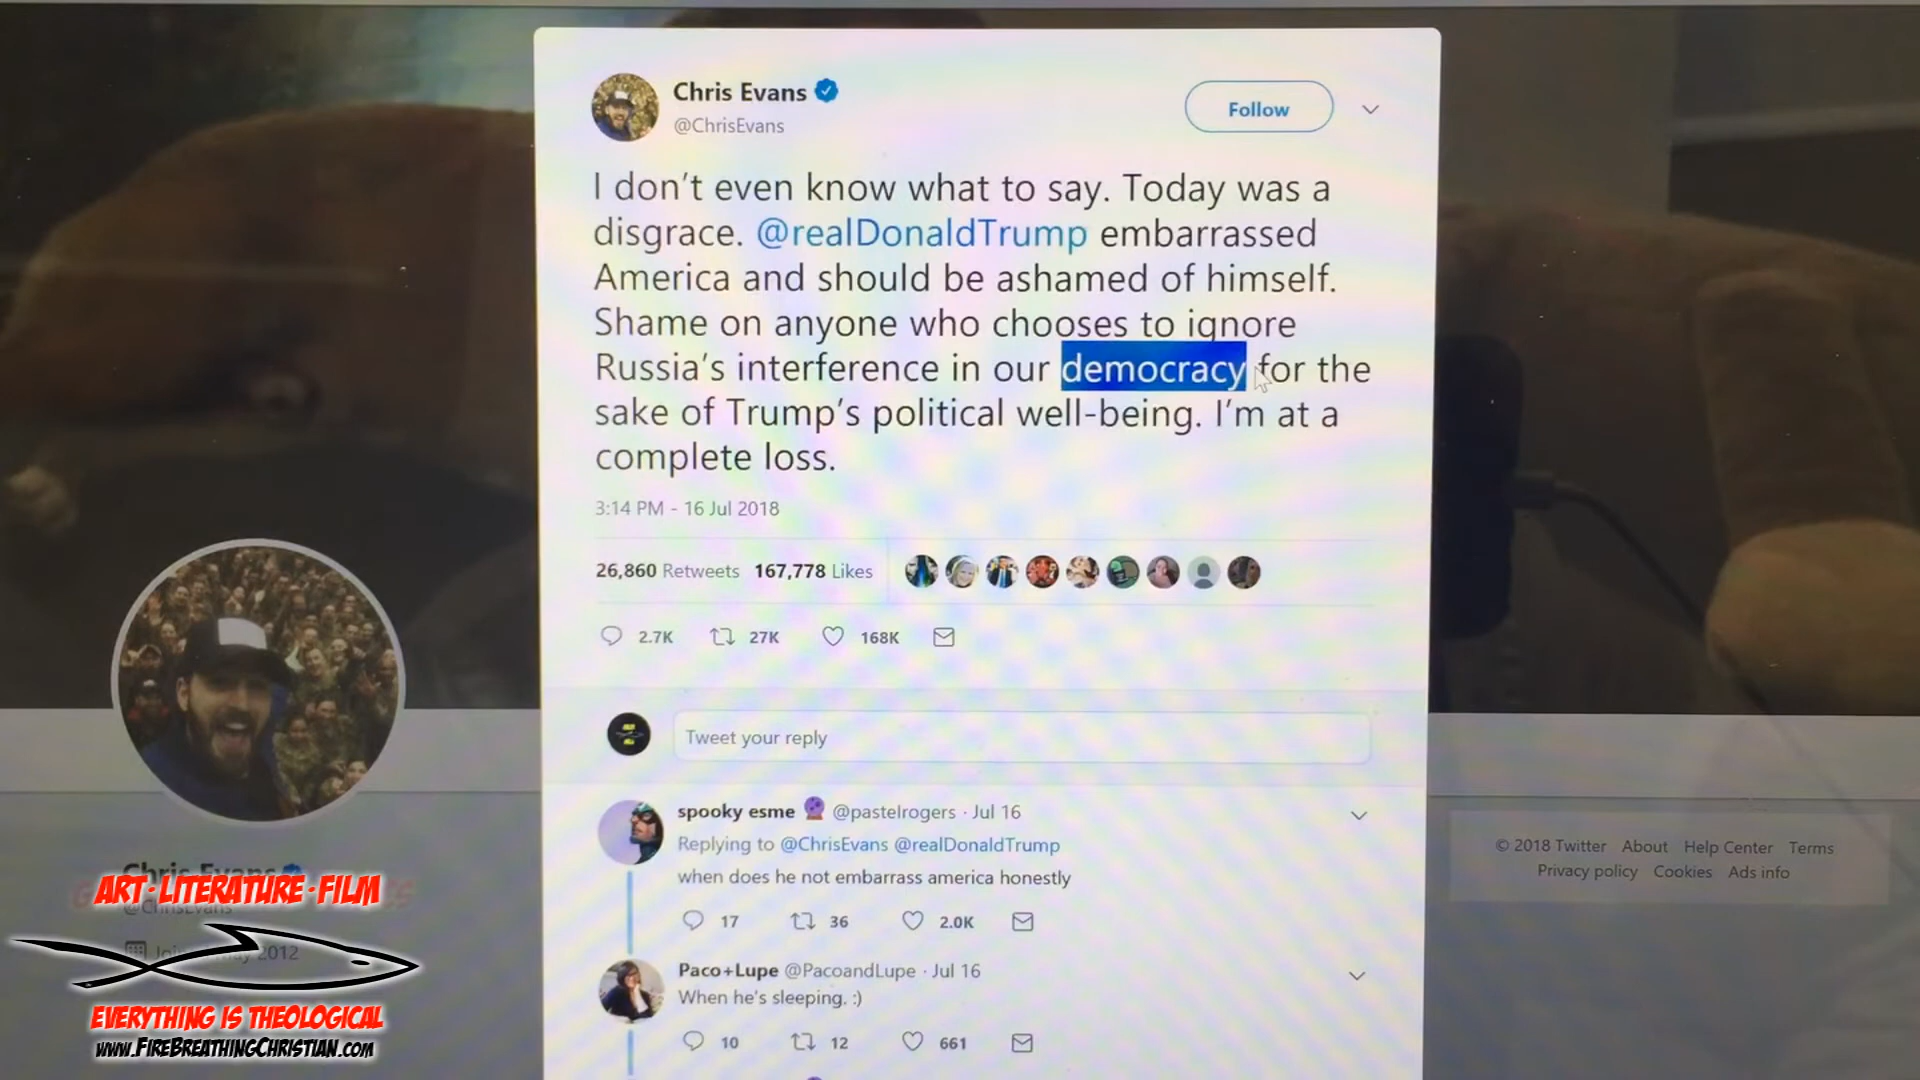 Chris Evans
@ChrisEvans
Follow
I don't even know what to say. Today was a
disgrace. @realDonaldTrump embarrassed
America and should be ashamed of himself.
Shame on anyone who chooses to ignore
Russia's interference in our democracy for the
sake of Trump's political well-being. I'm at a
complete loss.
3:14 PM - 16 Jul 2018
26,860 Retweets 167,778 Likes
2.7K 27K 168K
Tweet your reply
spooky esme @pastelrogers · Jul 16
Replying to @ChrisEvans @realDonaldTrump
when does he not embarrass america honestly
17 36 2.0K
Paco+Lupe @PacoandLupe · Jul 16
When he's sleeping. :)
10 12 661
© 2018 Twitter About Help Center Terms
Privacy policy Cookies Ads info
Chris Evans
@ChrisEvans
2012
ART·LITERATURE·FILM
EVERYTHING IS THEOLOGICAL
www.FireBreathingChristian.com